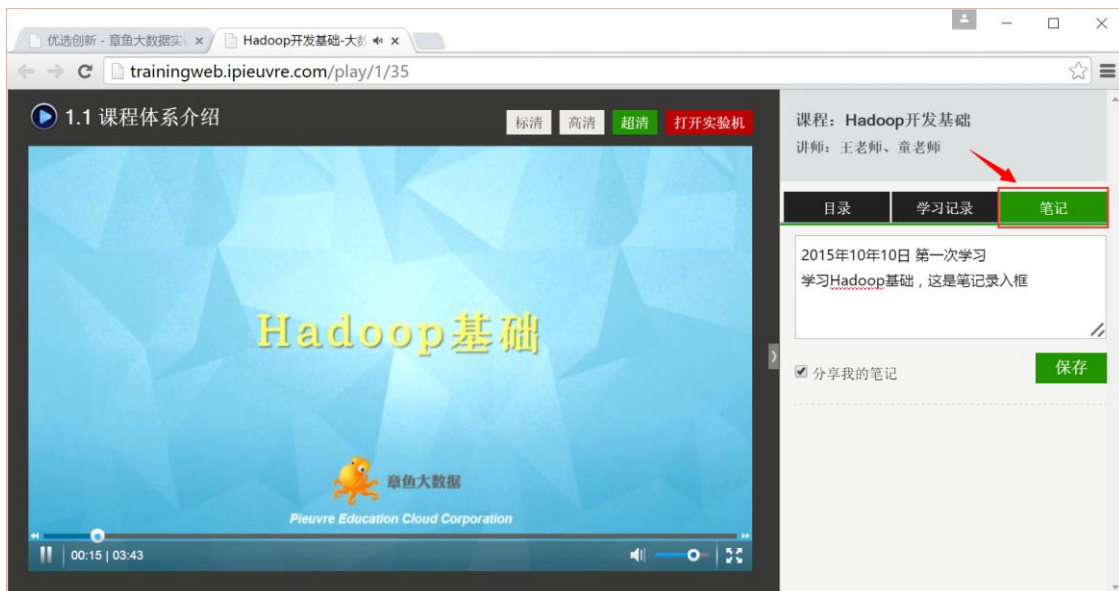 优选创新 - 章鱼大数据实
Hadoop开发基础-大数
trainingweb.ipieuvre.com/play/1/35
1.1 课程体系介绍
标清 高清 超清 打开实验机
Hadoop基础
章鱼大数据
Pieuvre Education Cloud Corporation
00:15 | 03:43
课程：Hadoop开发基础
讲师：王老师、童老师
目录 学习记录 笔记
2015年10年10日 第一次学习
学习Hadoop基础，这是笔记录入框
分享我的笔记
保存